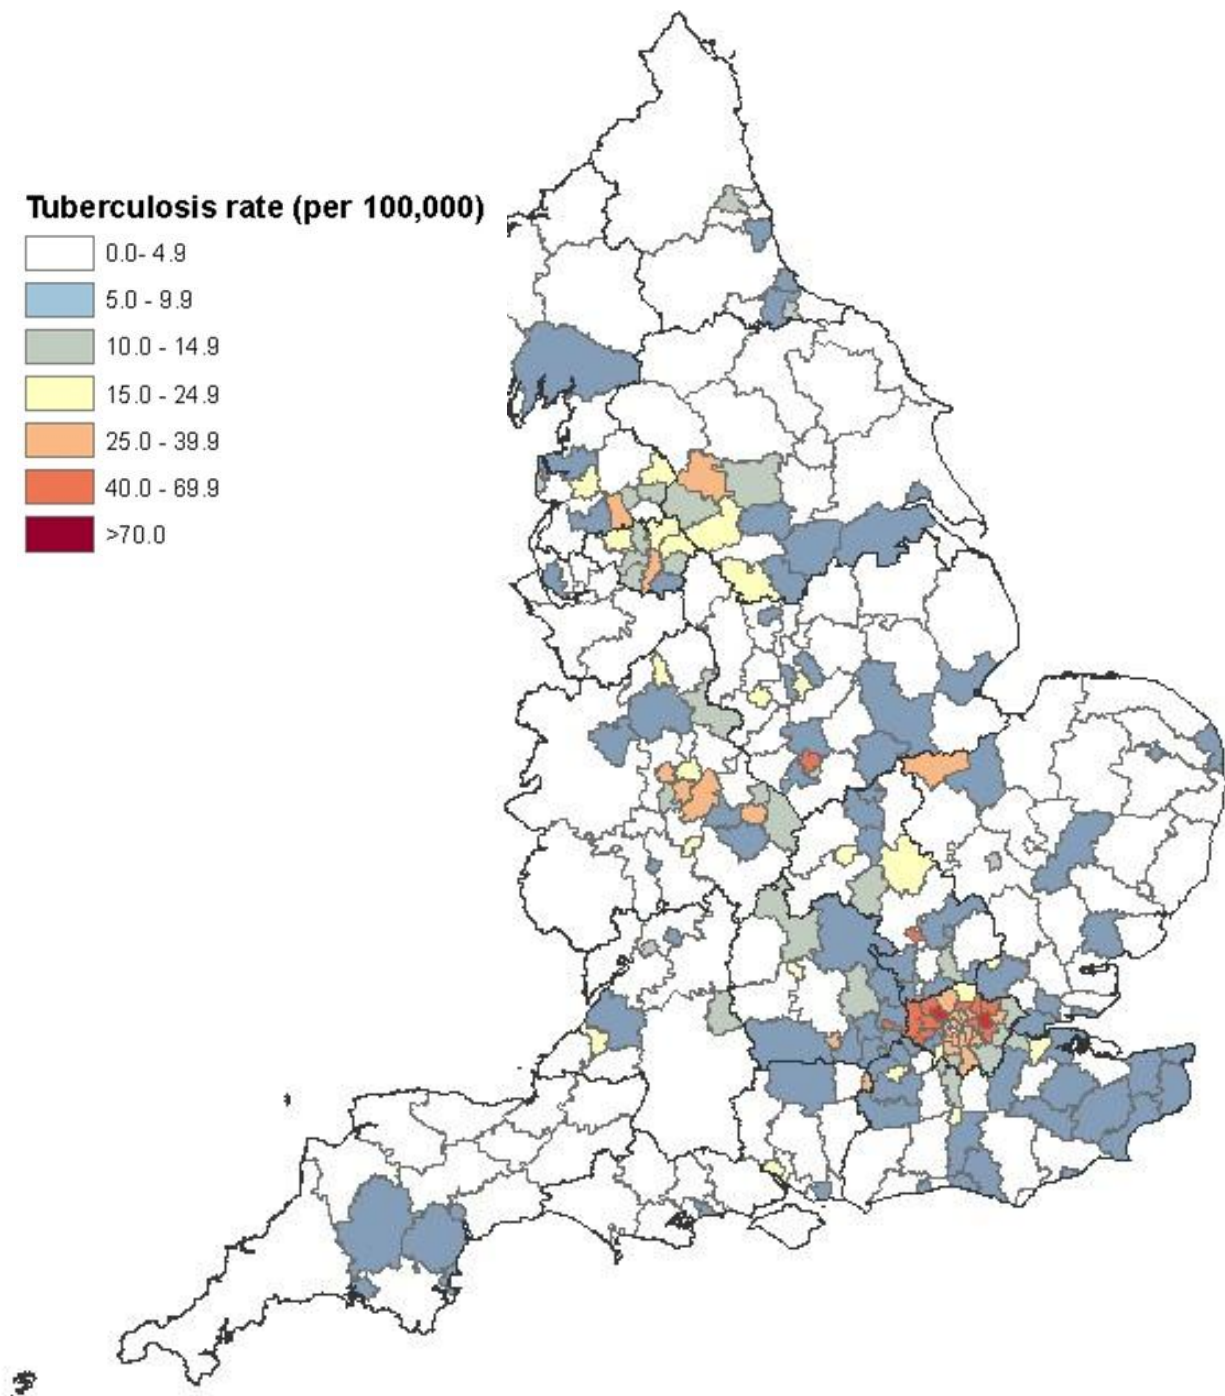 Tuberculosis rate (per 100,000)
0.0- 4.9
5.0 - 9.9
10.0 - 14.9
15.0 - 24.9
25.0 - 39.9
40.0 - 69.9
>70.0